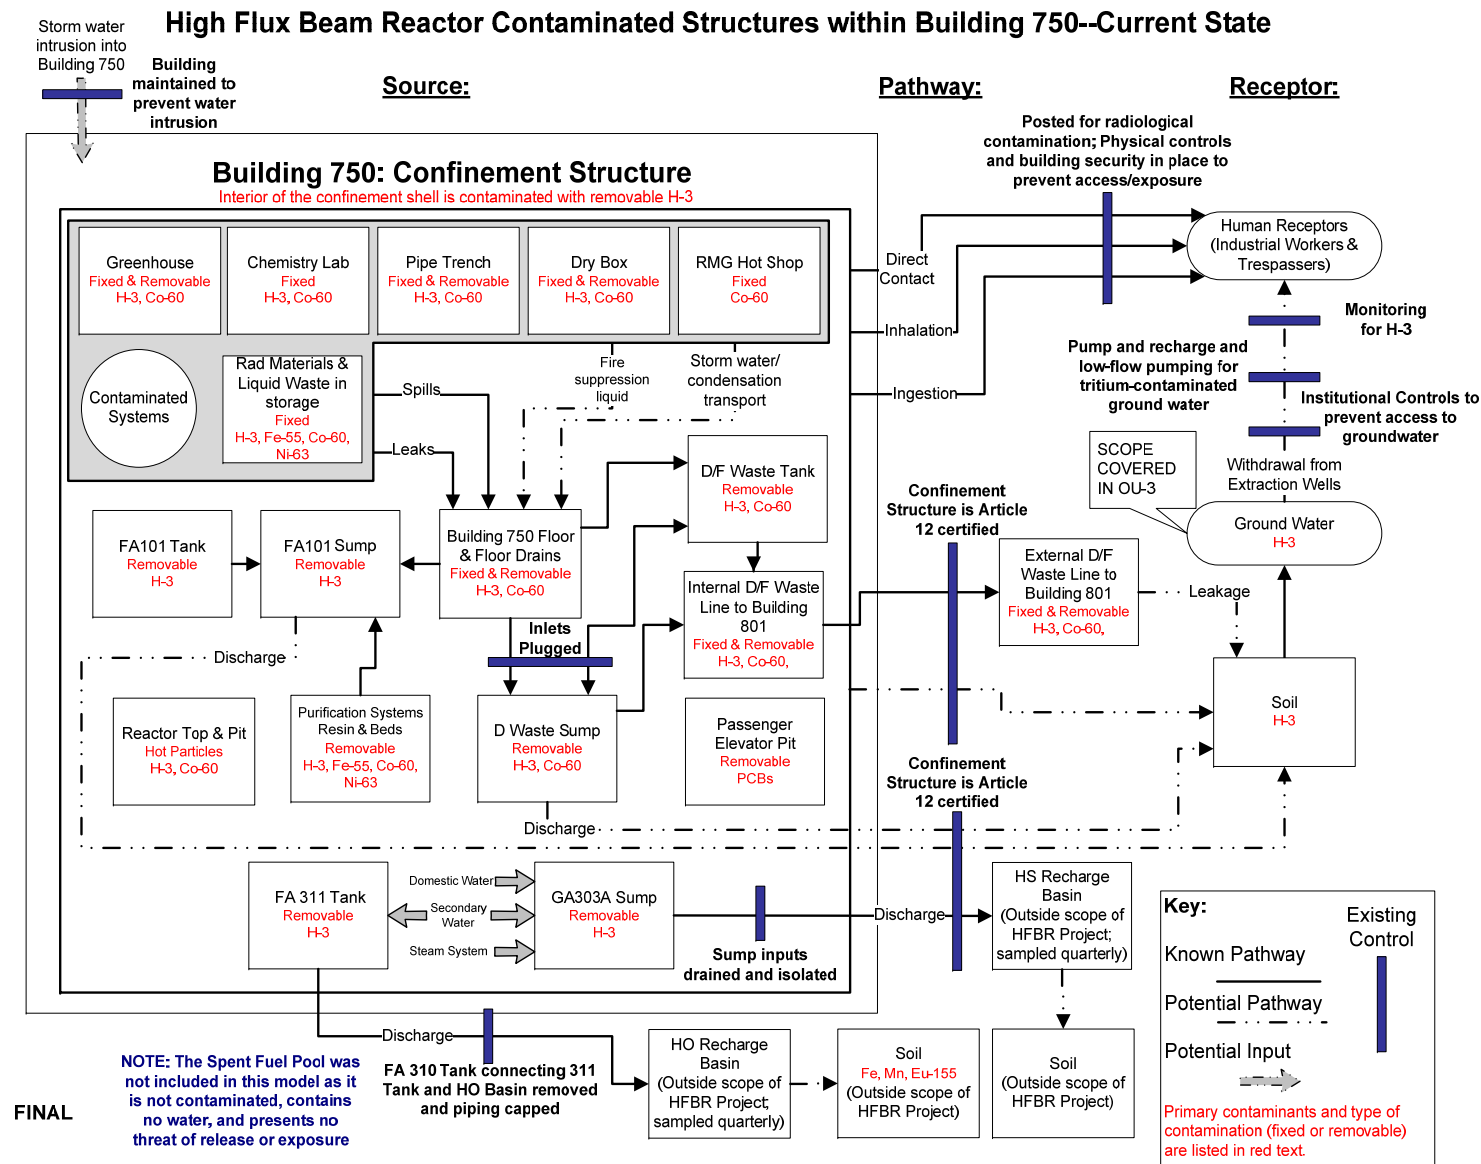 High Flux Beam Reactor Contaminated Structures within Building 750--Current State
Storm water
intrusion into
Building 750
Building
maintained to
prevent water
intrusion
Source:
Pathway:
Receptor:
Posted for radiological
contamination; Physical controls
and building security in place to
prevent access/exposure
Building 750: Confinement Structure
Interior of the confinement shell is contaminated with removable H-3
Greenhouse
Fixed & Removable
H-3, Co-60
Chemistry Lab
Fixed
H-3, Co-60
Pipe Trench
Fixed & Removable
H-3, Co-60
Dry Box
Fixed & Removable
H-3, Co-60
RMG Hot Shop
Fixed
Co-60
Direct
Contact
Human Receptors
(Industrial Workers &
Trespassers)
Inhalation
Ingestion
Monitoring
for H-3
Pump and recharge and
low-flow pumping for
tritium-contaminated
ground water
Institutional Controls to
prevent access to
groundwater
Contaminated
Systems
Rad Materials &
Liquid Waste in
storage
Fixed
H-3, Fe-55, Co-60,
Ni-63
Spills
Leaks
Fire
suppression
liquid
Storm water/
condensation
transport
SCOPE
COVERED
IN OU-3
Withdrawal from
Extraction Wells
Ground Water
H-3
D/F Waste Tank
Removable
H-3, Co-60
Confinement
Structure is Article
12 certified
FA101 Tank
Removable
H-3
FA101 Sump
Removable
H-3
Building 750 Floor
& Floor Drains
Fixed & Removable
H-3, Co-60
Internal D/F Waste
Line to Building
801
Fixed & Removable
H-3, Co-60,
External D/F
Waste Line to
Building 801
Fixed & Removable
H-3, Co-60,
Leakage
Inlets
Plugged
Discharge
Reactor Top & Pit
Hot Particles
H-3, Co-60
Purification Systems
Resin & Beds
Removable
H-3, Fe-55, Co-60,
Ni-63
D Waste Sump
Removable
H-3, Co-60
Passenger
Elevator Pit
Removable
PCBs
Soil
H-3
Confinement
Structure is Article
12 certified
Discharge
FA 311 Tank
Removable
H-3
Domestic Water
Secondary
Water
Steam System
GA303A Sump
Removable
H-3
Sump inputs
drained and isolated
Discharge
HS Recharge
Basin
(Outside scope of
HFBR Project;
sampled quarterly)
Discharge
FA 310 Tank connecting 311
Tank and HO Basin removed
and piping capped
HO Recharge
Basin
(Outside scope of
HFBR Project;
sampled quarterly)
Soil
Fe, Mn, Eu-155
(Outside scope of
HFBR Project)
Soil
(Outside scope of
HFBR Project)
NOTE: The Spent Fuel Pool was
not included in this model as it
is not contaminated, contains
no water, and presents no
threat of release or exposure
FINAL
Key:
Existing
Control
Known Pathway
Potential Pathway
Potential Input
Primary contaminants and type of
contamination (fixed or removable)
are listed in red text.